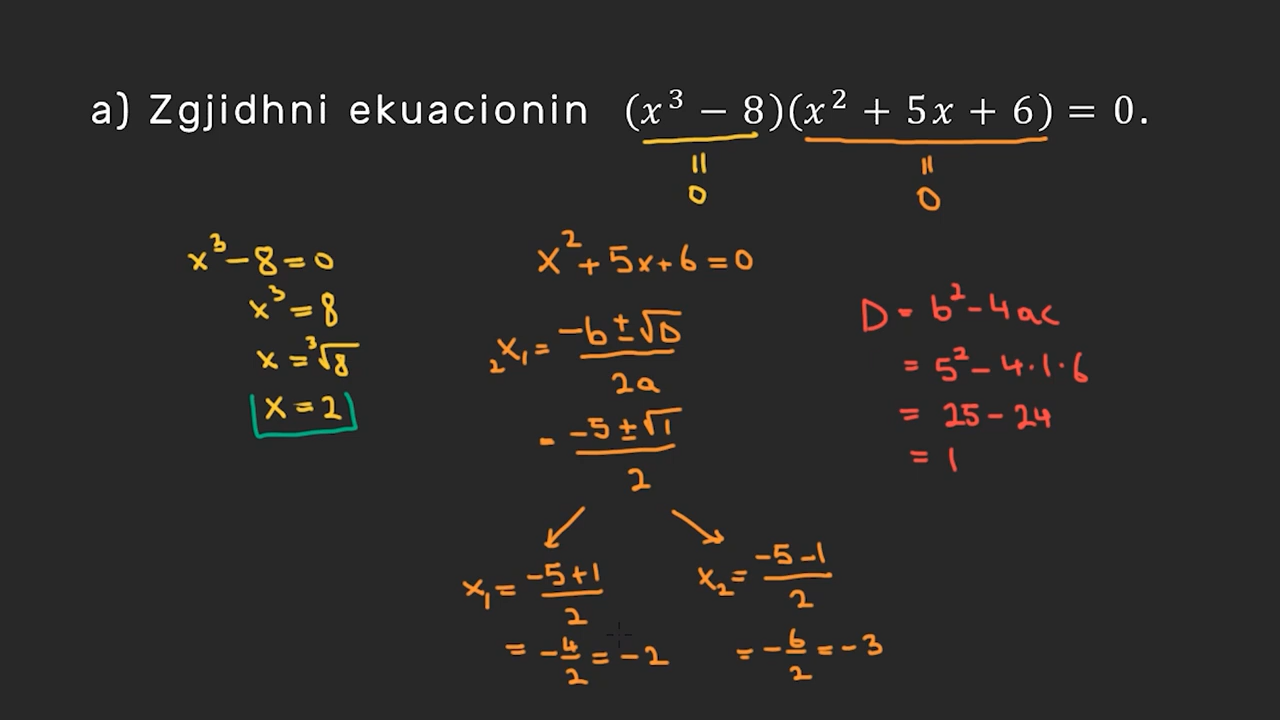 a) Zgjidhni ekuacionin (x³ − 8)(x² + 5x + 6) = 0.
= 0
= 0
x³ − 8 = 0
x³ = 8
x = ∛8
x = 2
x² + 5x + 6 = 0
₂x₁ = (−b ± √D) / 2a
= (−5 ± √1) / 2
x₁ = (−5 + 1) / 2
= −4/2 = −2
x₂ = (−5 − 1) / 2
= −6/2 = −3
D = b² − 4ac
= 5² − 4·1·6
= 25 − 24
= 1